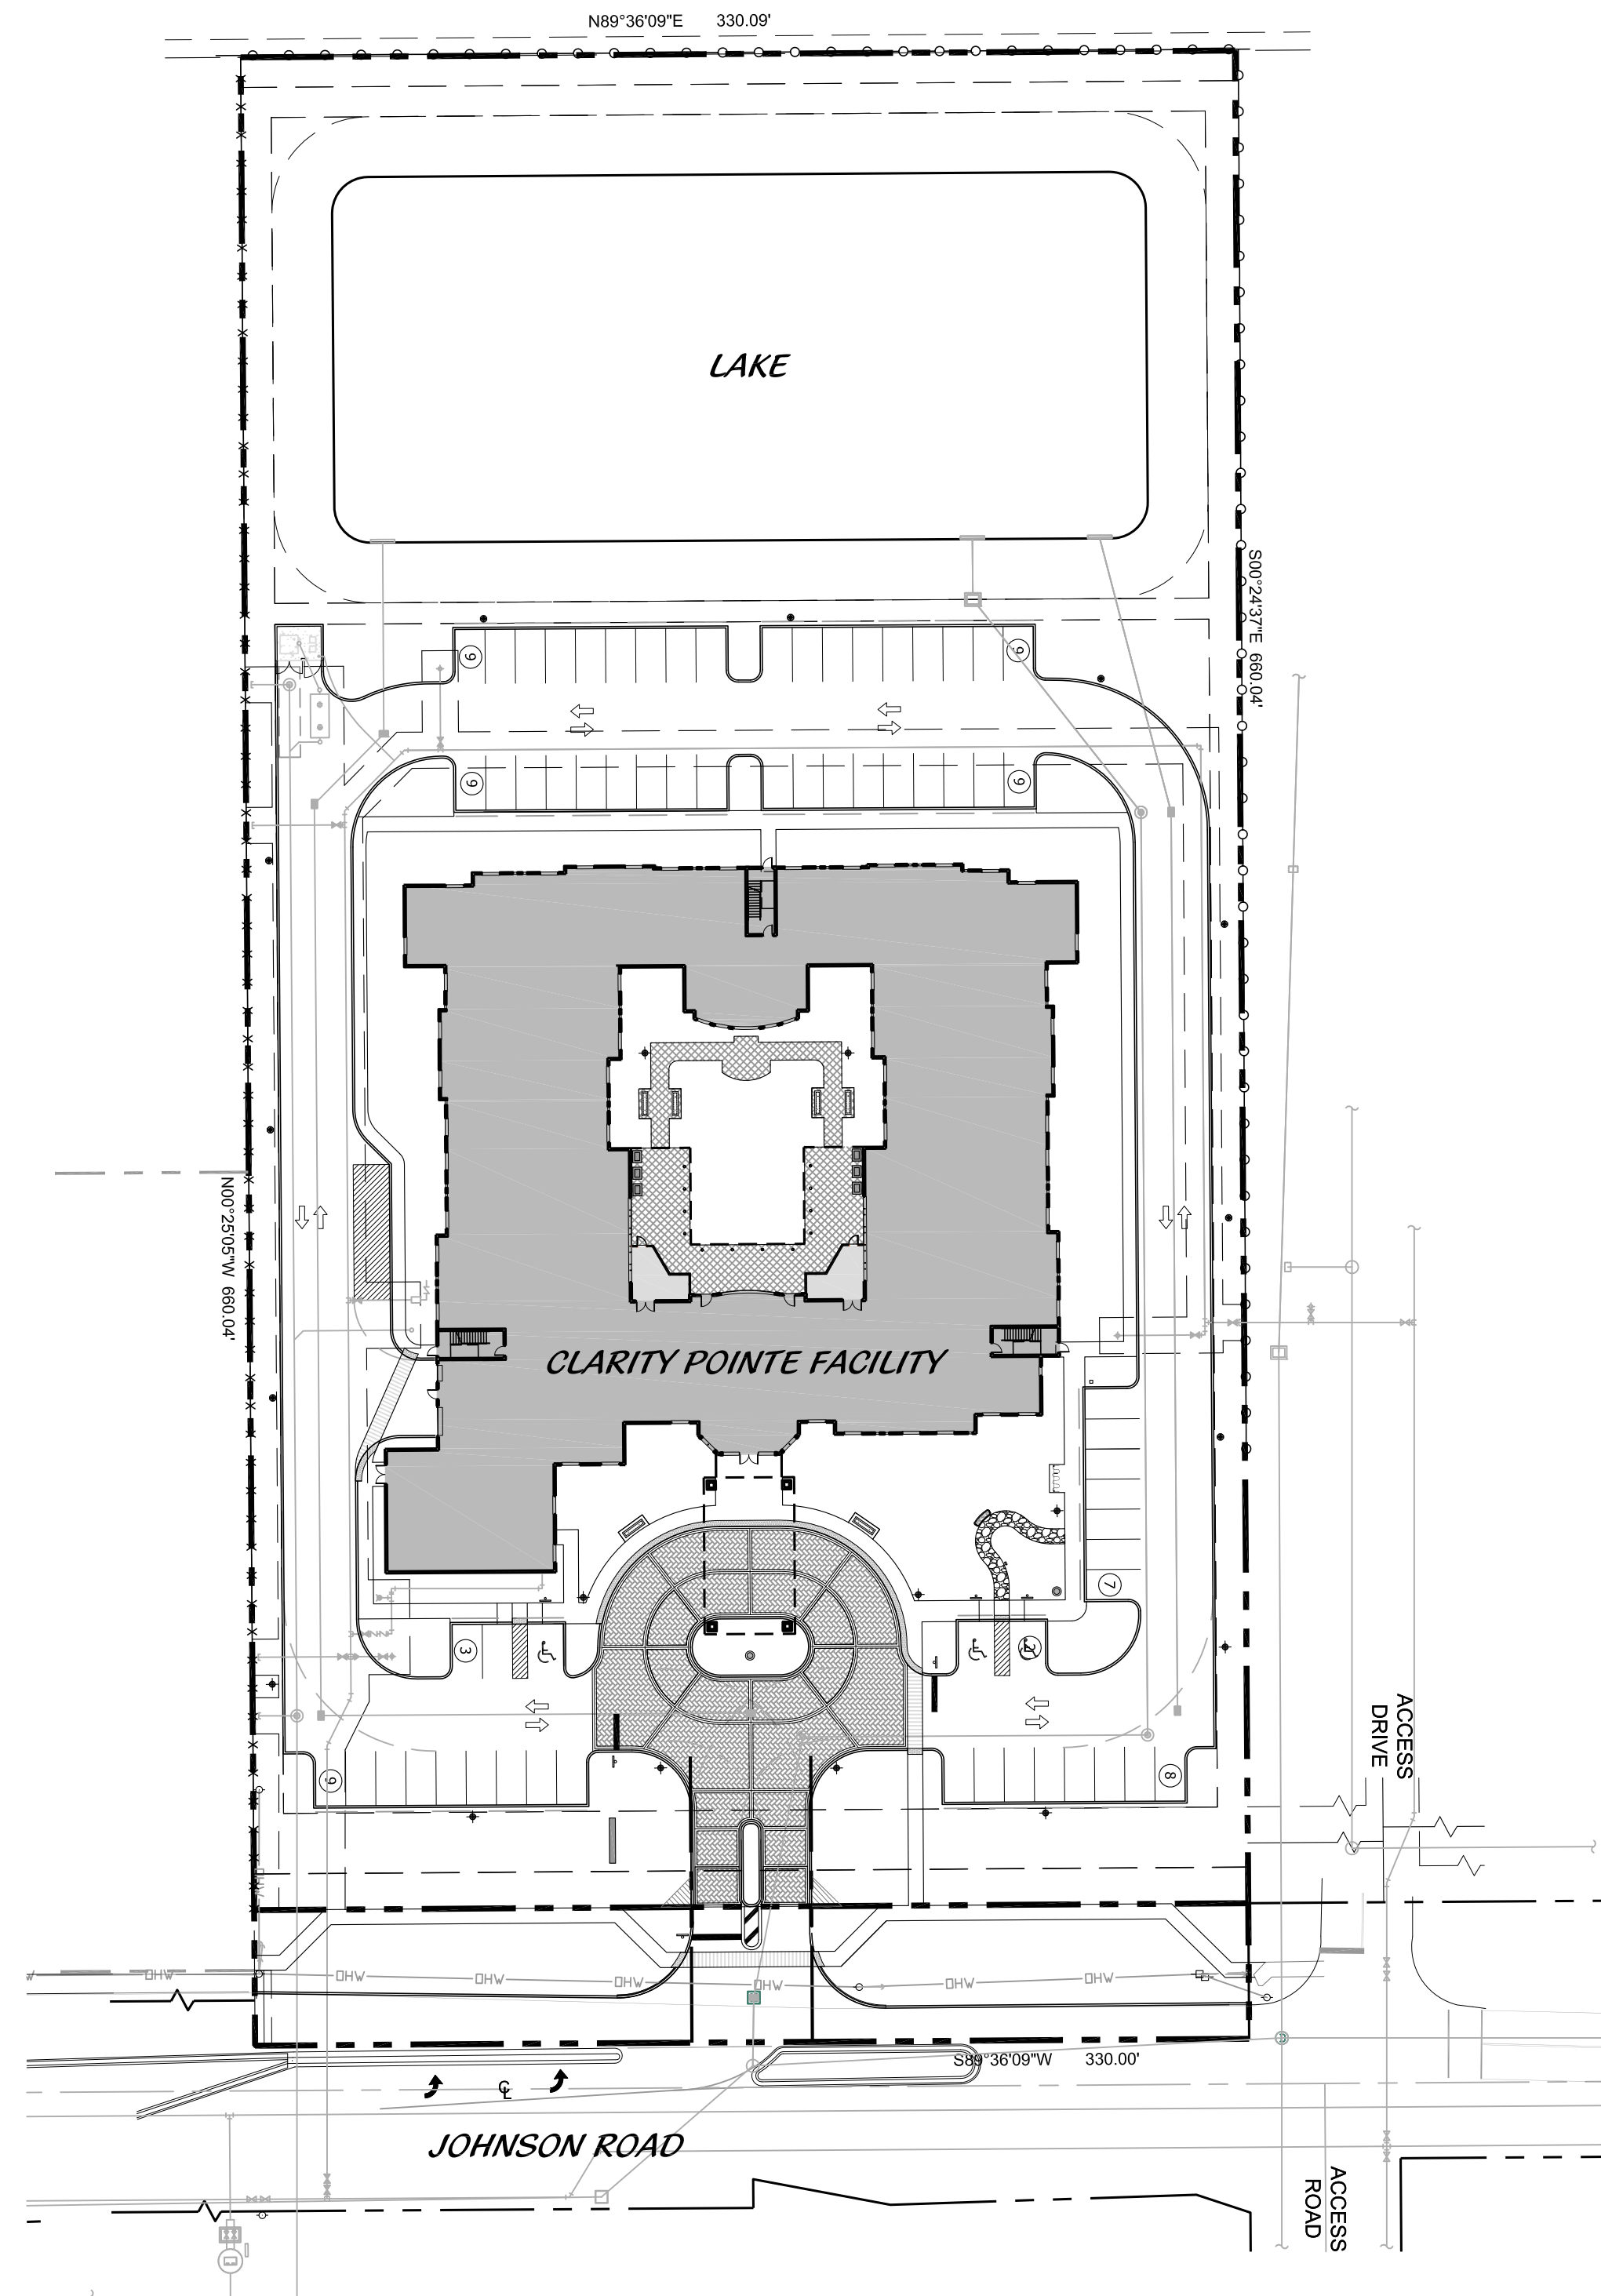 N89°36'09"E 330.09'
LAKE
S00°24'37"E 660.04'
9
9
9
9
N00°25'05"W 660.04'
CLARITY POINTE FACILITY
7
3
9
8
ACCESS
DRIVE
OHW
OHW
OHW
OHW
OHW
OHW
OHW
S89°36'09"W 330.00'
CL
JOHNSON ROAD
ACCESS
ROAD